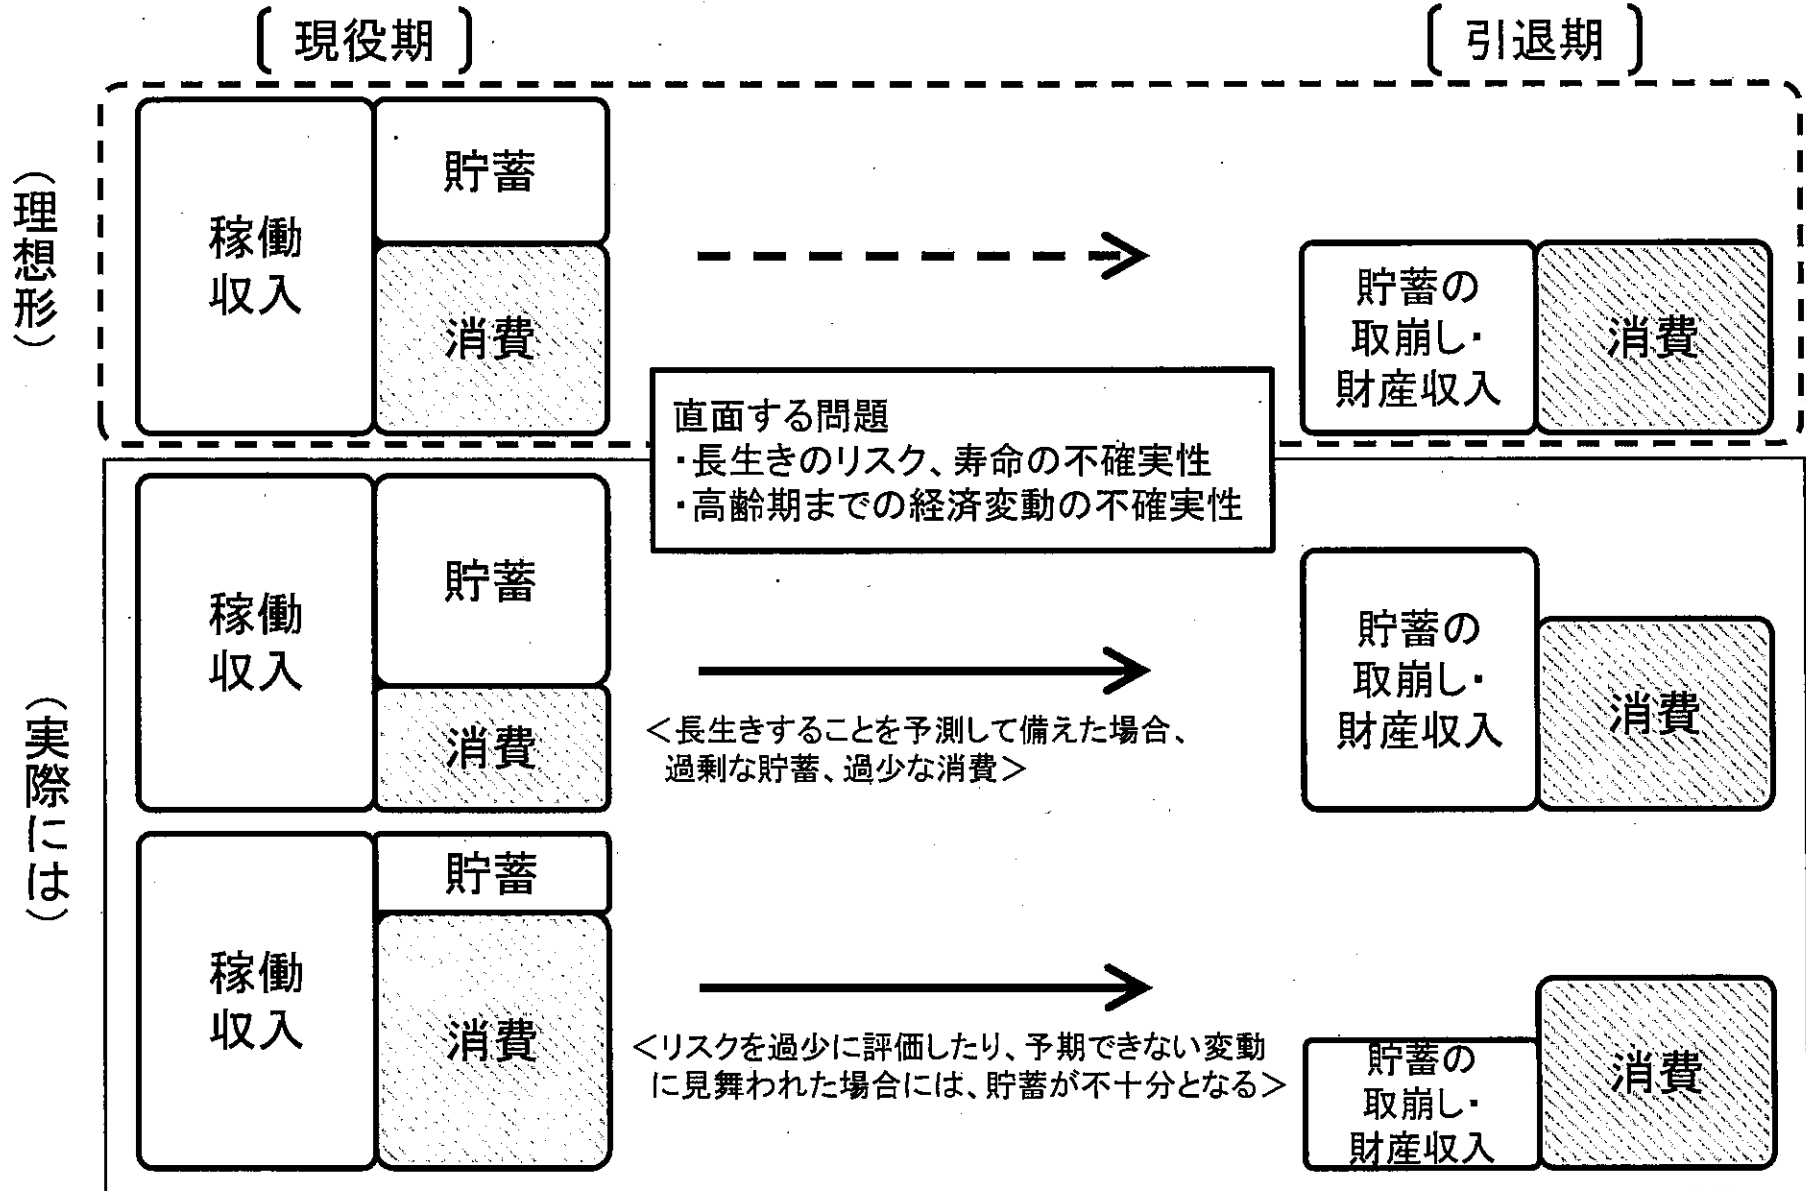 〔 現役期 〕
〔 引退期 〕
（理想形）
稼働
収入
貯蓄
消費
貯蓄の
取崩し・
財産収入
消費
直面する問題
・長生きのリスク、寿命の不確実性
・高齢期までの経済変動の不確実性
（実際には）
稼働
収入
貯蓄
消費
＜長生きすることを予測して備えた場合、
過剰な貯蓄、過少な消費＞
貯蓄の
取崩し・
財産収入
消費
稼働
収入
貯蓄
消費
＜リスクを過少に評価したり、予期できない変動
に見舞われた場合には、貯蓄が不十分となる＞
貯蓄の
取崩し・
財産収入
消費